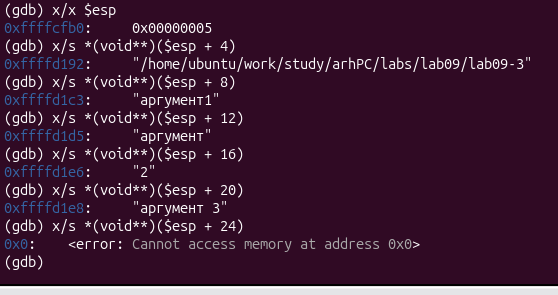 (gdb) x/x $esp
0xffffcfb0:     0x00000005
(gdb) x/s *(void**)($esp + 4)
0xffffd192:     "/home/ubuntu/work/study/arhPC/labs/lab09/lab09-3"
(gdb) x/s *(void**)($esp + 8)
0xffffd1c3:     "аргумент1"
(gdb) x/s *(void**)($esp + 12)
0xffffd1d5:     "аргумент"
(gdb) x/s *(void**)($esp + 16)
0xffffd1e6:     "2"
(gdb) x/s *(void**)($esp + 20)
0xffffd1e8:     "аргумент 3"
(gdb) x/s *(void**)($esp + 24)
0x0:    <error: Cannot access memory at address 0x0>
(gdb)